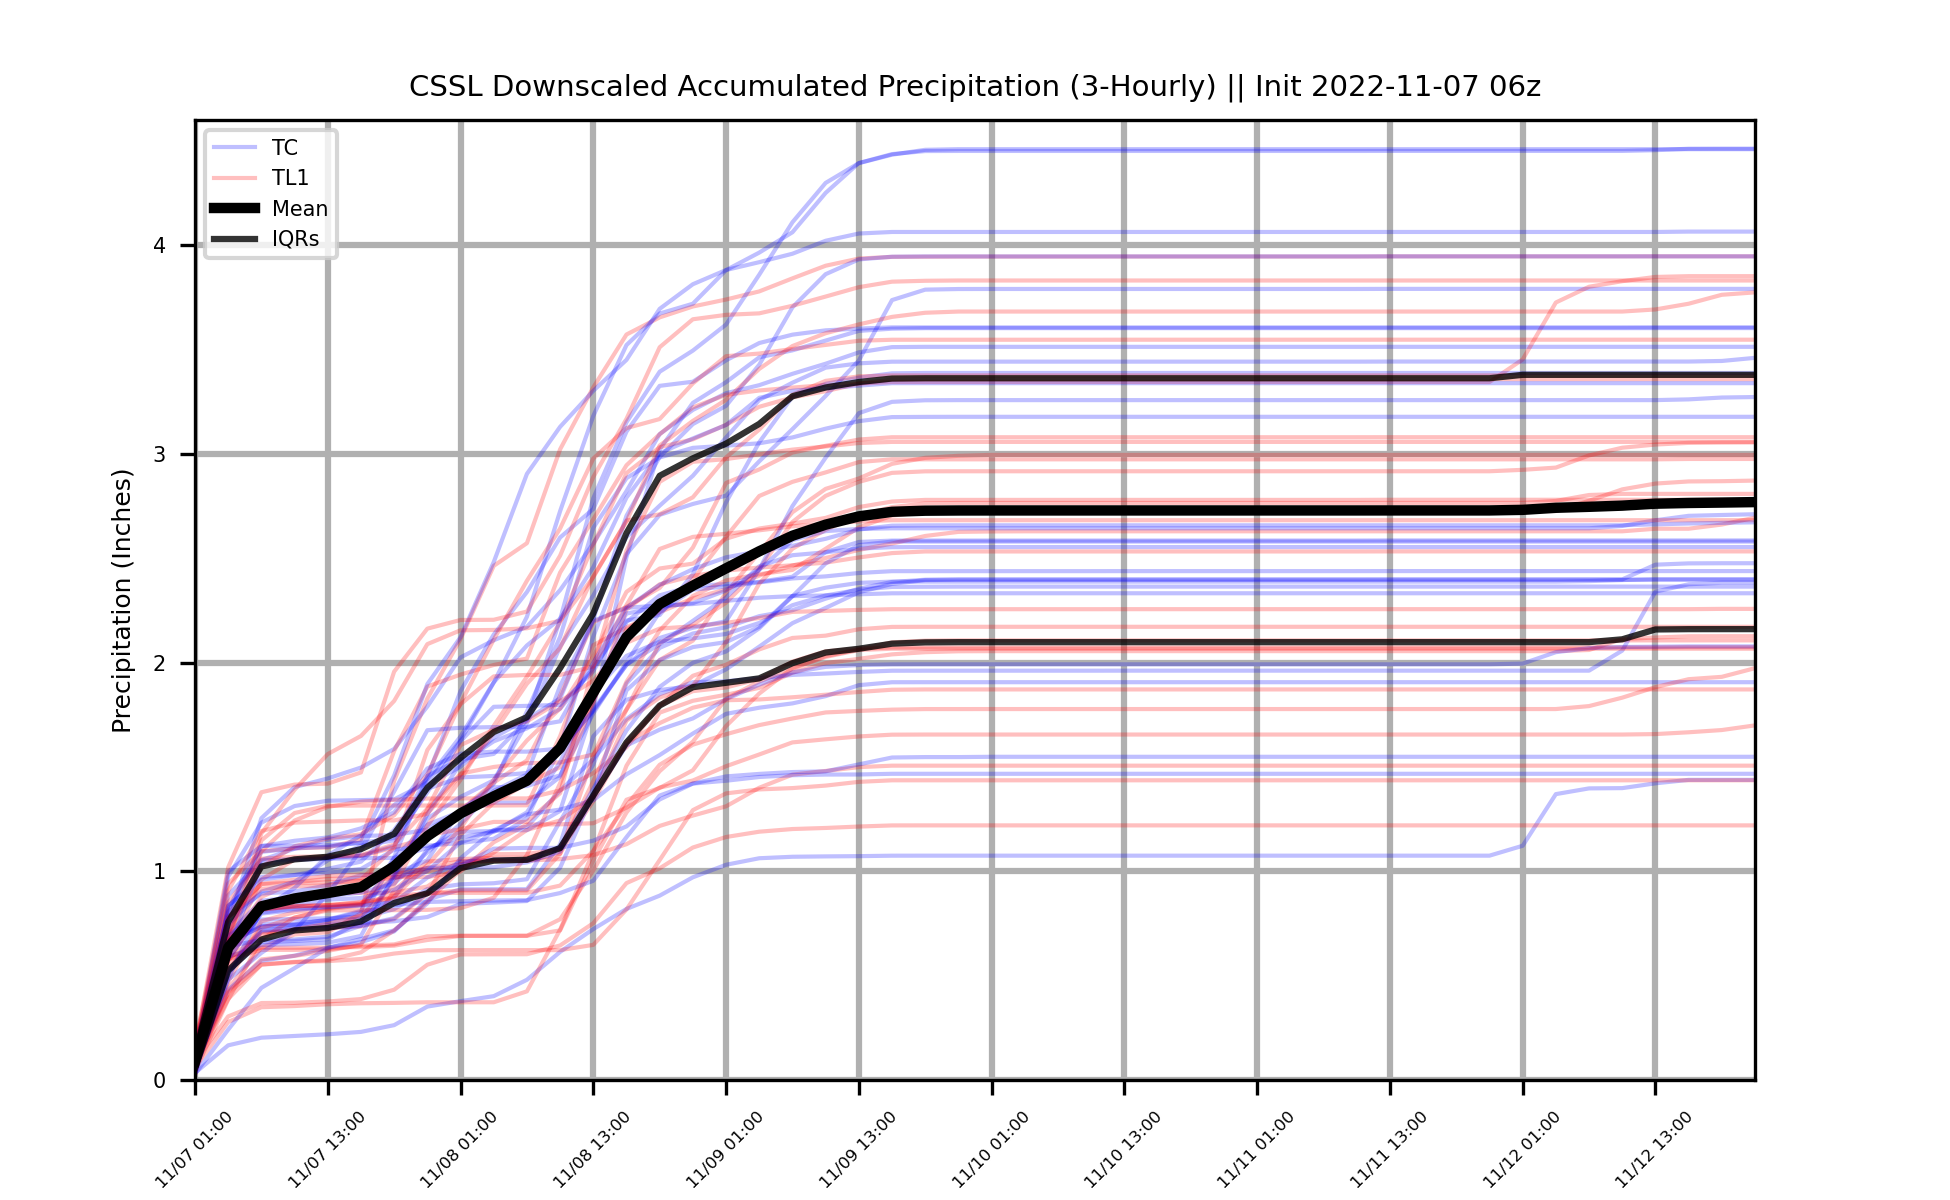 CSSL Downscaled Accumulated Precipitation (3-Hourly) || Init 2022-11-07 06z
TC
TL1
Mean
IQRs
Precipitation (Inches)
4
3
2
1
0
11/07 01:00
11/07 13:00
11/08 01:00
11/08 13:00
11/09 01:00
11/09 13:00
11/10 01:00
11/10 13:00
11/11 01:00
11/11 13:00
11/12 01:00
11/12 13:00